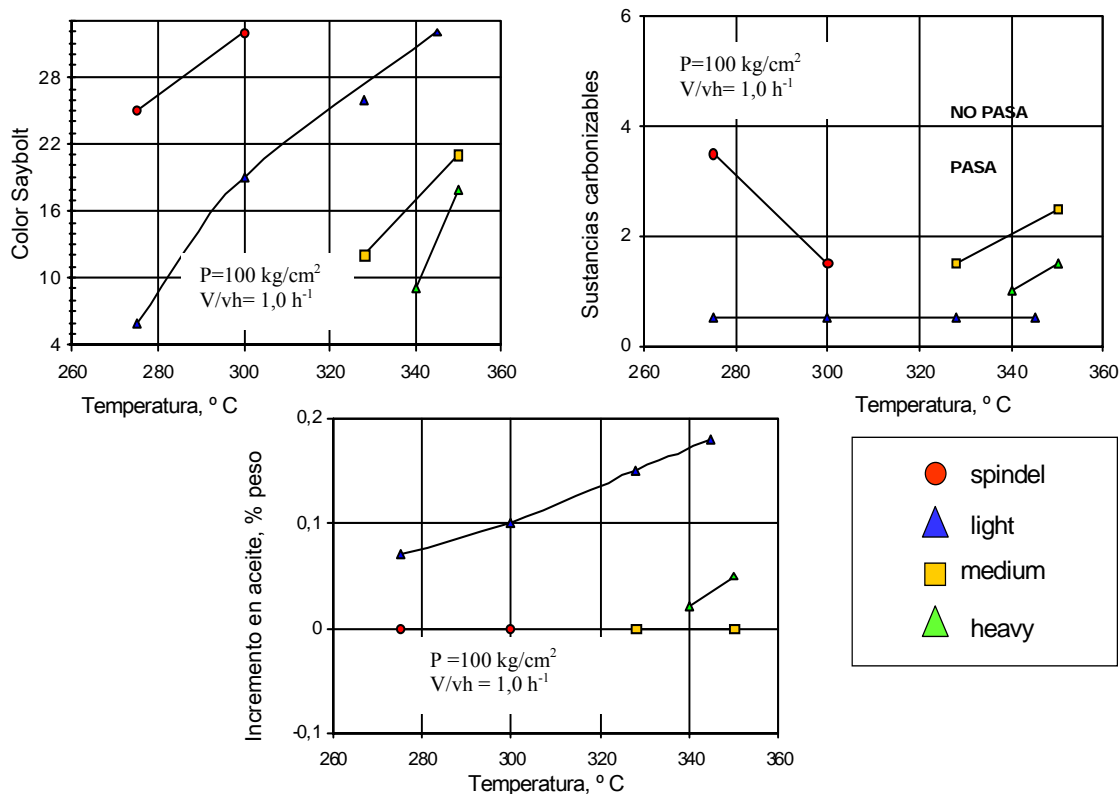 Color Saybolt
28
22
16
10
4
P=100 kg/cm²
V/vh= 1,0 h⁻¹
260 280 300 320 340 360
Temperatura, º C
Sustancias carbonizables
6
4
2
0
P=100 kg/cm²
V/vh= 1,0 h⁻¹
NO PASA
PASA
260 280 300 320 340 360
Temperatura, º C
Incremento en aceite, % peso
0,2
0,1
0
-0,1
P =100 kg/cm²
V/vh = 1,0 h⁻¹
260 280 300 320 340 360
Temperatura, º C
spindel
light
medium
heavy